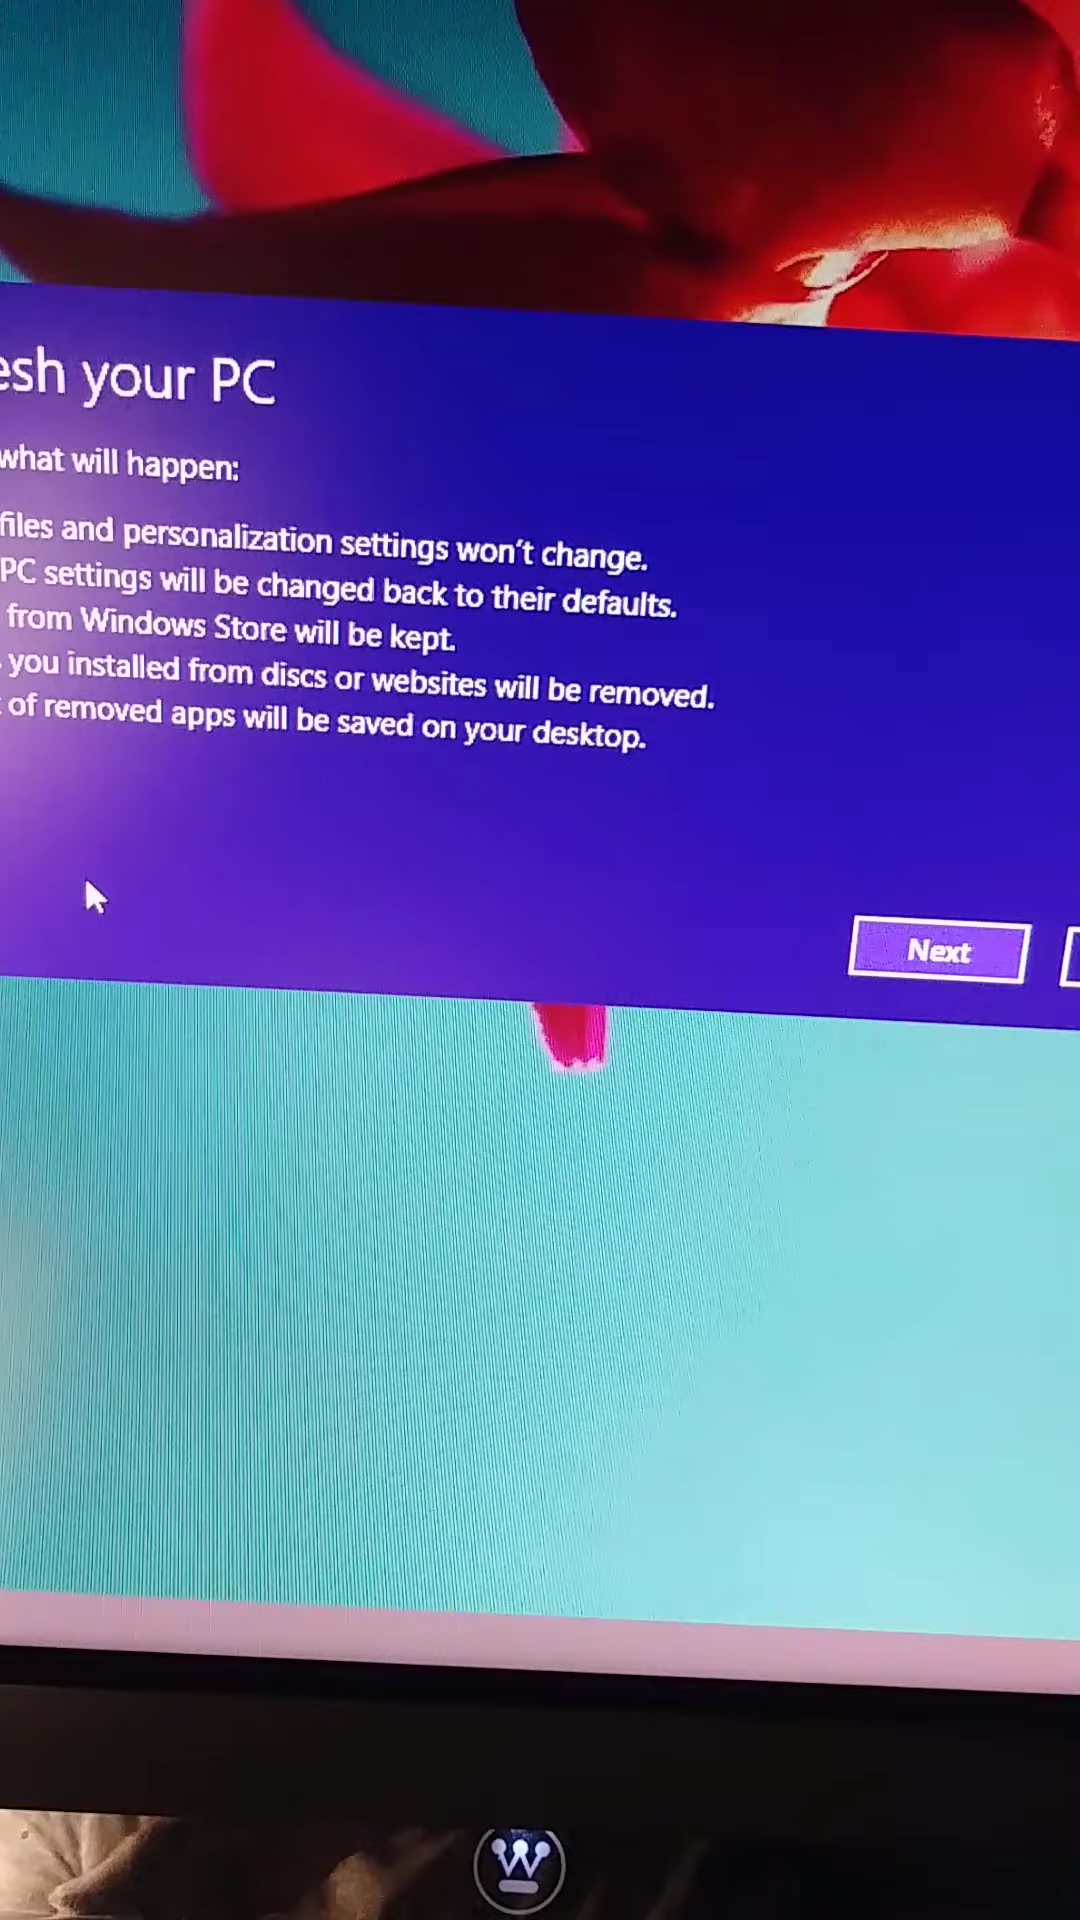 esh your PC
what will happen:
files and personalization settings won't change.
PC settings will be changed back to their defaults.
from Windows Store will be kept.
you installed from discs or websites will be removed.
of removed apps will be saved on your desktop.
Next
W